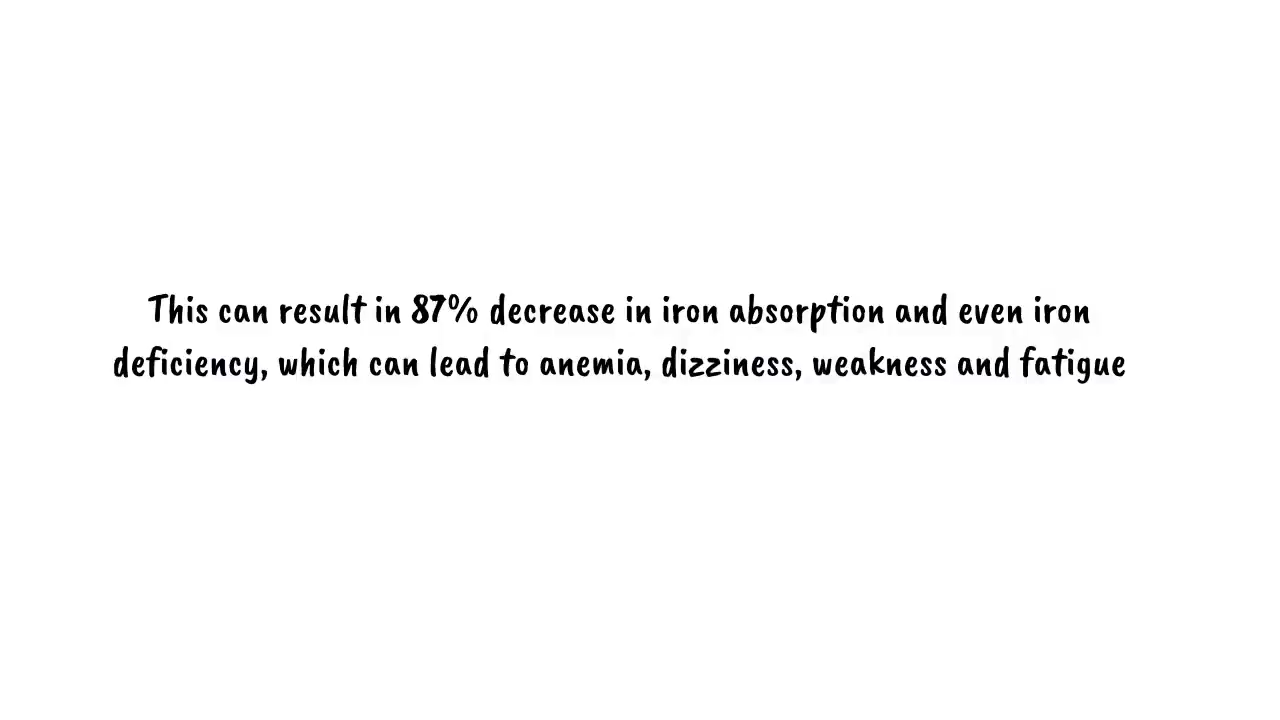 This can result in 87% decrease in iron absorption and even iron
deficiency, which can lead to anemia, dizziness, weakness and fatigue